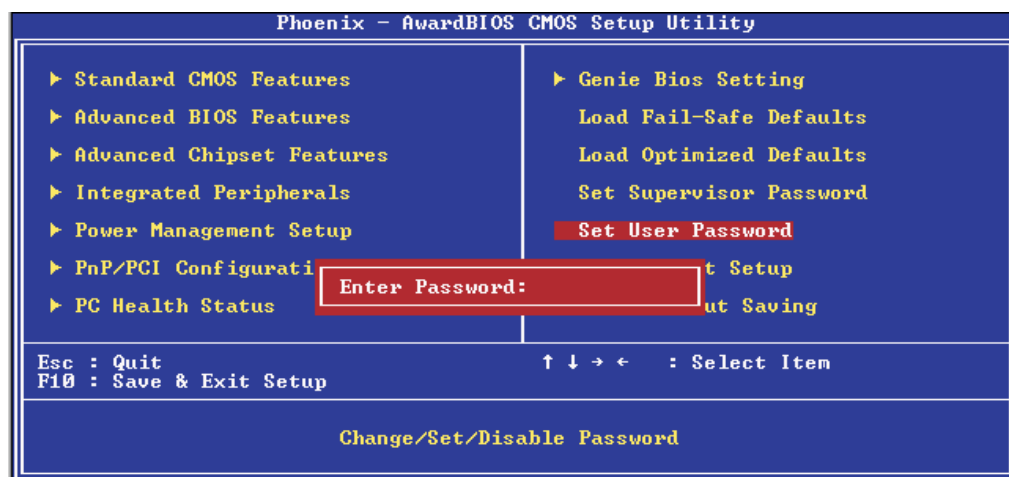 Phoenix - AwardBIOS CMOS Setup Utility
▶ Standard CMOS Features
▶ Advanced BIOS Features
▶ Advanced Chipset Features
▶ Integrated Peripherals
▶ Power Management Setup
▶ PnP/PCI Configurati
▶ PC Health Status
▶ Genie Bios Setting
Load Fail-Safe Defaults
Load Optimized Defaults
Set Supervisor Password
Set User Password
t Setup
ut Saving
Enter Password:
Esc : Quit
F10 : Save & Exit Setup
↑ ↓ → ← : Select Item
Change/Set/Disable Password